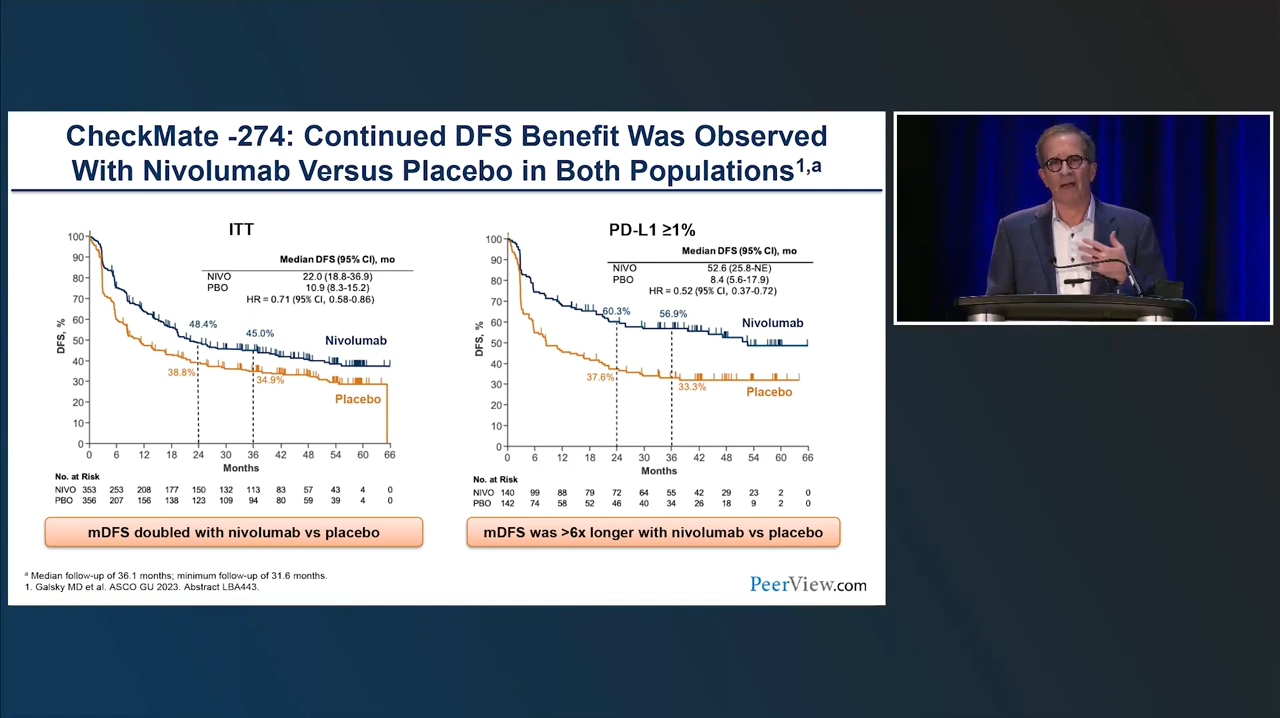 CheckMate -274: Continued DFS Benefit Was Observed
With Nivolumab Versus Placebo in Both Populations1,a
ITT
Median DFS (95% CI), mo
NIVO 22.0 (18.8-36.9)
PBO 10.9 (8.3-15.2)
HR = 0.71 (95% CI, 0.58-0.86)
DFS, %
100
90
80
70
60
50
40
30
20
10
0
48.4%
45.0%
38.8%
34.9%
Nivolumab
Placebo
0 6 12 18 24 30 36 42 48 54 60 66
Months
No. at Risk
NIVO 353 253 208 177 150 132 113 83 57 43 4 0
PBO 356 207 156 138 123 109 94 80 59 39 4 0
mDFS doubled with nivolumab vs placebo
PD-L1 ≥1%
Median DFS (95% CI), mo
NIVO 52.6 (25.8-NE)
PBO 8.4 (5.6-17.9)
HR = 0.52 (95% CI, 0.37-0.72)
DFS, %
100
90
80
70
60
50
40
30
20
10
0
60.3%
56.9%
37.6%
33.3%
Nivolumab
Placebo
0 6 12 18 24 30 36 42 48 54 60 66
Months
No. at Risk
NIVO 140 99 88 79 72 64 55 42 29 23 2 0
PBO 142 74 58 52 46 40 34 26 18 9 2 0
mDFS was >6x longer with nivolumab vs placebo
a Median follow-up of 36.1 months; minimum follow-up of 31.6 months.
1. Galsky MD et al. ASCO GU 2023. Abstract LBA443.
PeerView.com